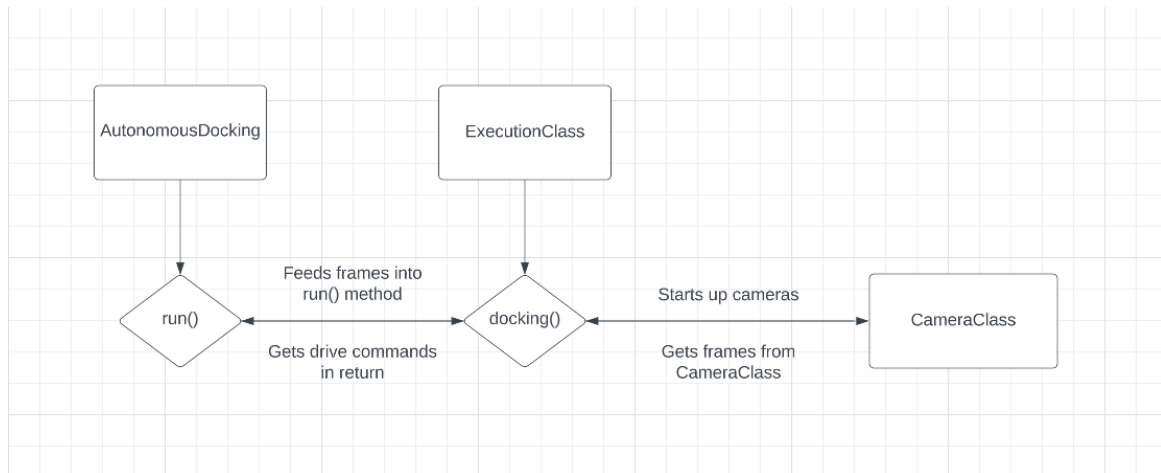 AutonomousDocking
ExecutionClass
Feeds frames into
run() method
run()
Gets drive commands
in return
docking()
Starts up cameras
Gets frames from
CameraClass
CameraClass